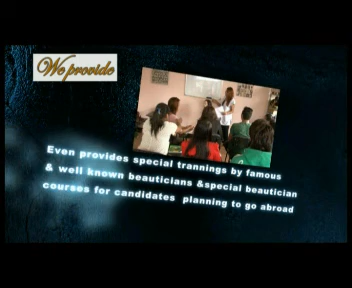 We provide
Even provides special trannings by famous
& well known beauticians &special beautician
courses for candidates planning to go abroad